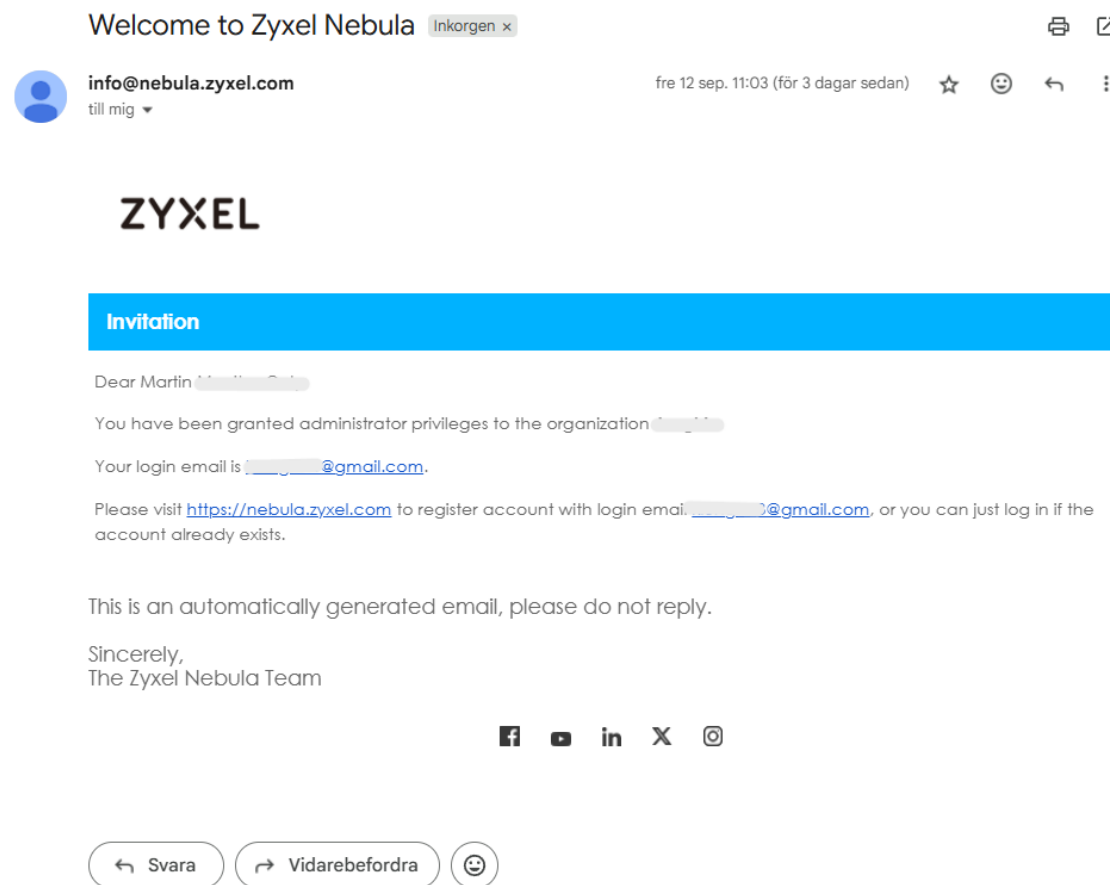 Welcome to Zyxel Nebula Inkorgen ×
info@nebula.zyxel.com fre 12 sep. 11:03 (för 3 dagar sedan)
till mig
ZYXEL
Invitation
Dear Martin
You have been granted administrator privileges to the organization
Your login email is @gmail.com.
Please visit https://nebula.zyxel.com to register account with login email @gmail.com, or you can just log in if the
account already exists.
This is an automatically generated email, please do not reply.
Sincerely,
The Zyxel Nebula Team
Svara Vidarebefordra